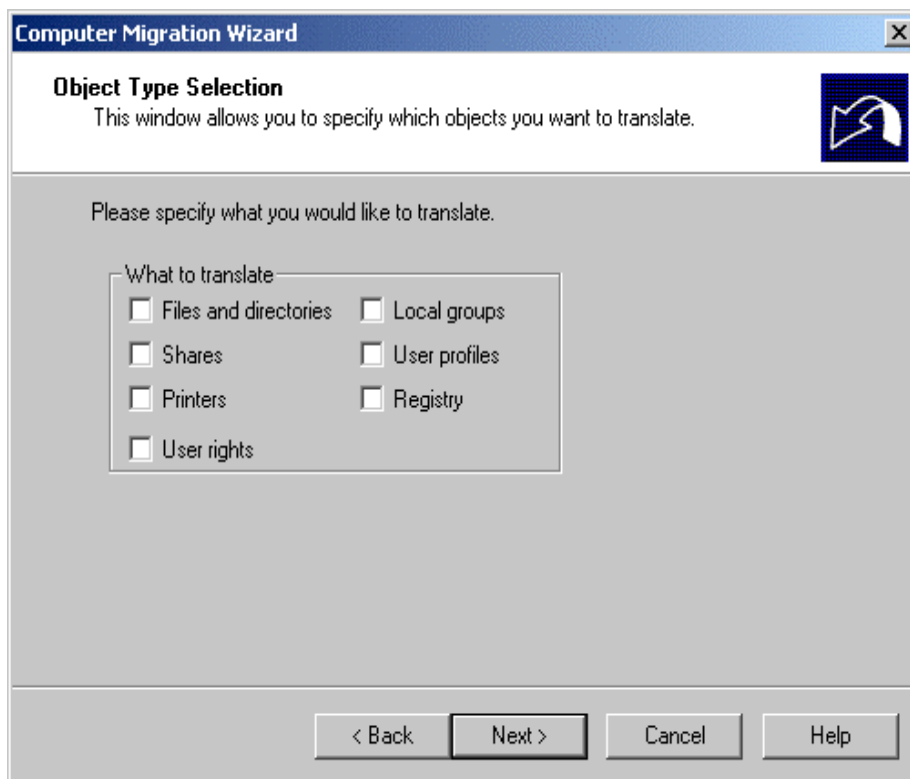 Computer Migration Wizard
Object Type Selection
This window allows you to specify which objects you want to translate.
Please specify what you would like to translate.
What to translate
Files and directories
Local groups
Shares
User profiles
Printers
Registry
User rights
< Back
Next >
Cancel
Help